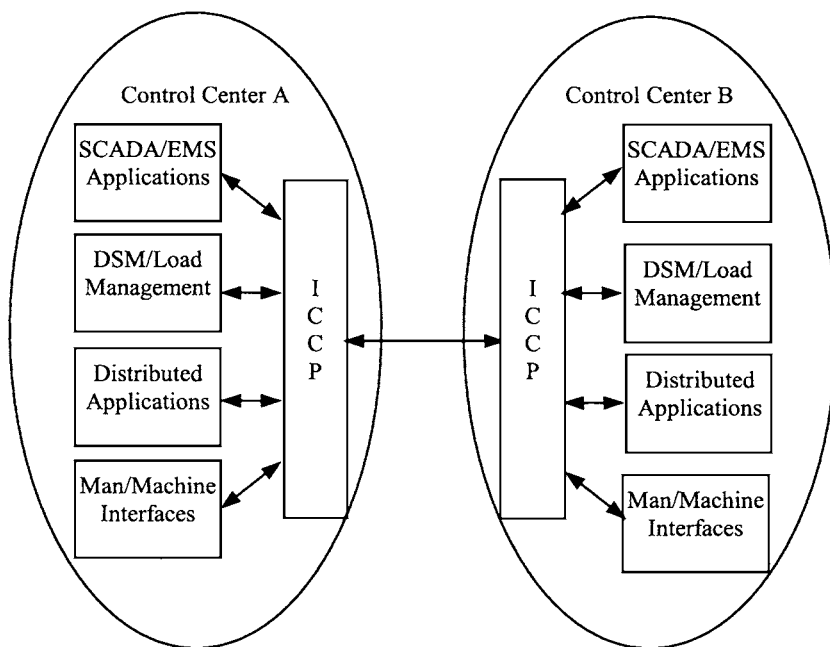 Control Center A
SCADA/EMS
Applications
DSM/Load
Management
Distributed
Applications
Man/Machine
Interfaces
I
C
C
P
Control Center B
I
C
C
P
SCADA/EMS
Applications
DSM/Load
Management
Distributed
Applications
Man/Machine
Interfaces